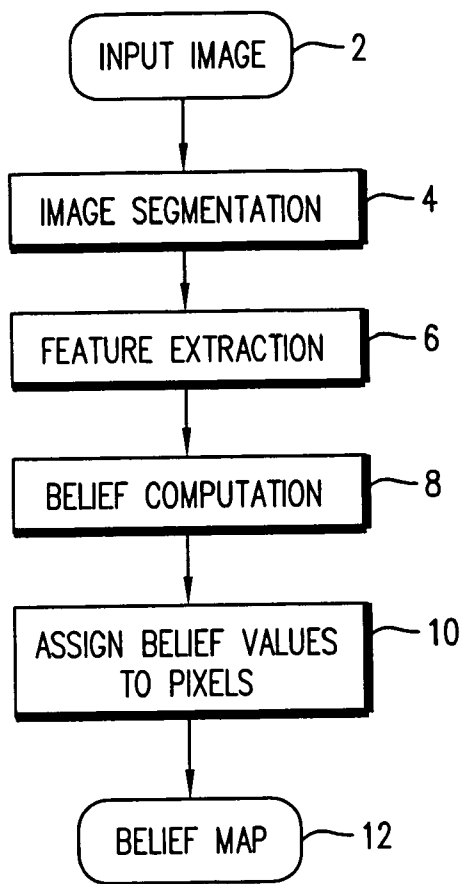 INPUT IMAGE 2
IMAGE SEGMENTATION 4
FEATURE EXTRACTION 6
BELIEF COMPUTATION 8
ASSIGN BELIEF VALUES 10
TO PIXELS
BELIEF MAP 12